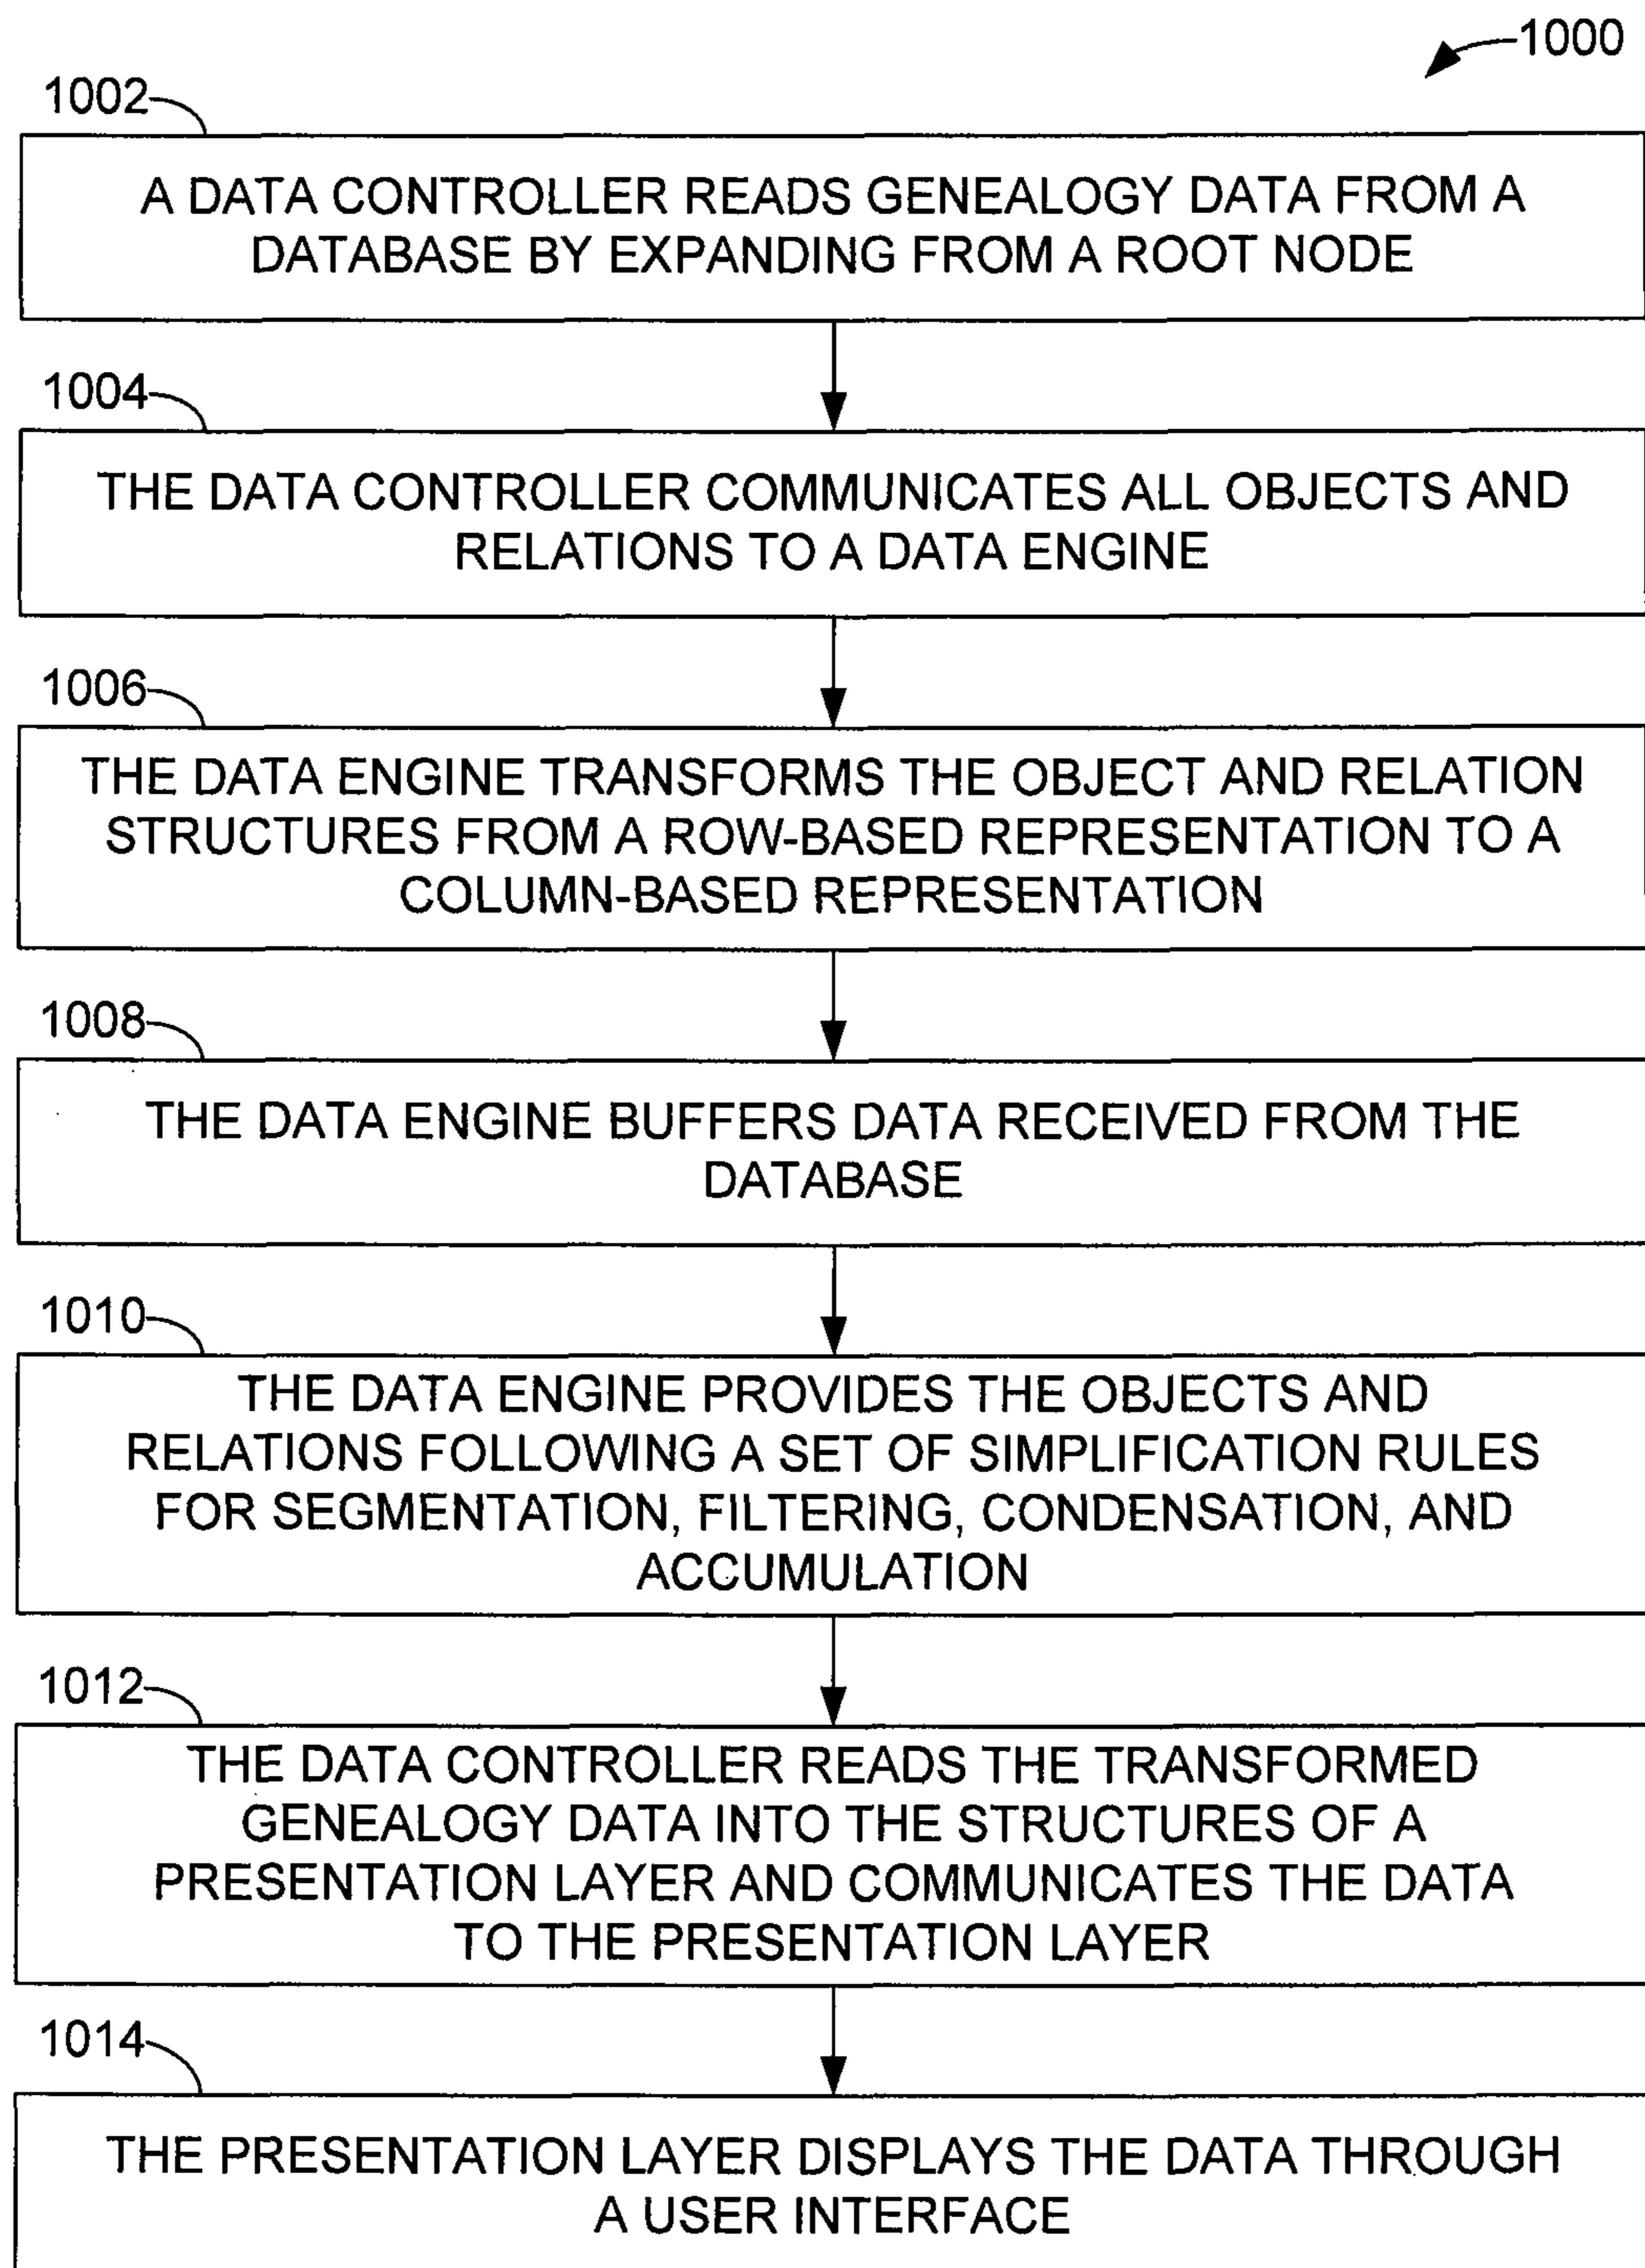 1000
1002
A DATA CONTROLLER READS GENEALOGY DATA FROM A
DATABASE BY EXPANDING FROM A ROOT NODE
1004
THE DATA CONTROLLER COMMUNICATES ALL OBJECTS AND
RELATIONS TO A DATA ENGINE
1006
THE DATA ENGINE TRANSFORMS THE OBJECT AND RELATION
STRUCTURES FROM A ROW-BASED REPRESENTATION TO A
COLUMN-BASED REPRESENTATION
1008
THE DATA ENGINE BUFFERS DATA RECEIVED FROM THE
DATABASE
1010
THE DATA ENGINE PROVIDES THE OBJECTS AND
RELATIONS FOLLOWING A SET OF SIMPLIFICATION RULES
FOR SEGMENTATION, FILTERING, CONDENSATION, AND
ACCUMULATION
1012
THE DATA CONTROLLER READS THE TRANSFORMED
GENEALOGY DATA INTO THE STRUCTURES OF A
PRESENTATION LAYER AND COMMUNICATES THE DATA
TO THE PRESENTATION LAYER
1014
THE PRESENTATION LAYER DISPLAYS THE DATA THROUGH
A USER INTERFACE